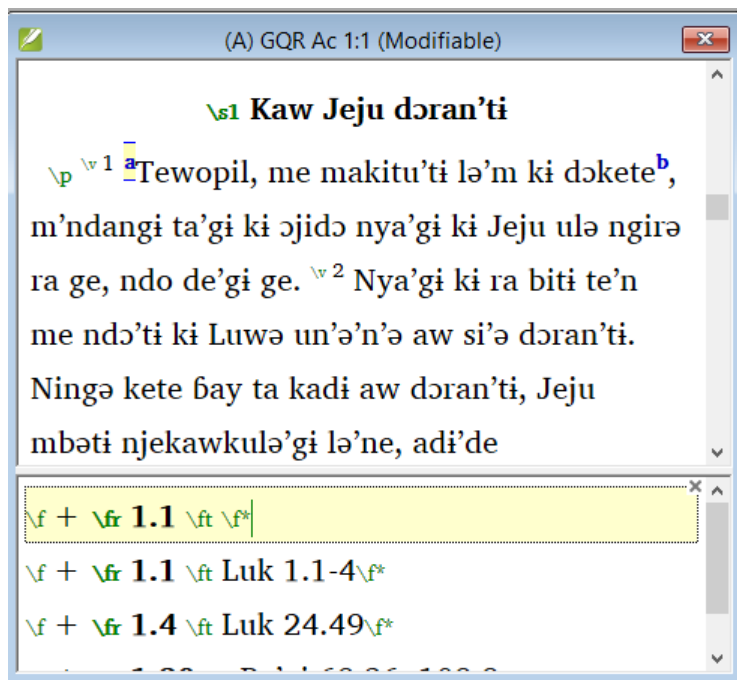 (A) GQR Ac 1:1 (Modifiable)
\s1 Kaw Jeju dɔran’tɨ
\p \v 1 aTewopil, me makitu’tɨ lə’m kɨ dɔketeb,
m’ndangɨ ta’gɨ kɨ ɔjidɔ nya’gɨ kɨ Jeju ulə ngirə
ra ge, ndo de’gɨ ge. \v 2 Nya’gɨ kɨ ra bitɨ te’n
me ndɔ’tɨ kɨ Luwə un’ə’n’ə aw si’ə dɔran’tɨ.
Ningə kete ɓay ta kadɨ aw dɔran’tɨ, Jeju
mbətɨ njekawkulə’gɨ lə’ne, adɨ’de
\f + \fr 1.1 \ft \f*
\f + \fr 1.1 \ft Luk 1.1-4\f*
\f + \fr 1.4 \ft Luk 24.49\f*